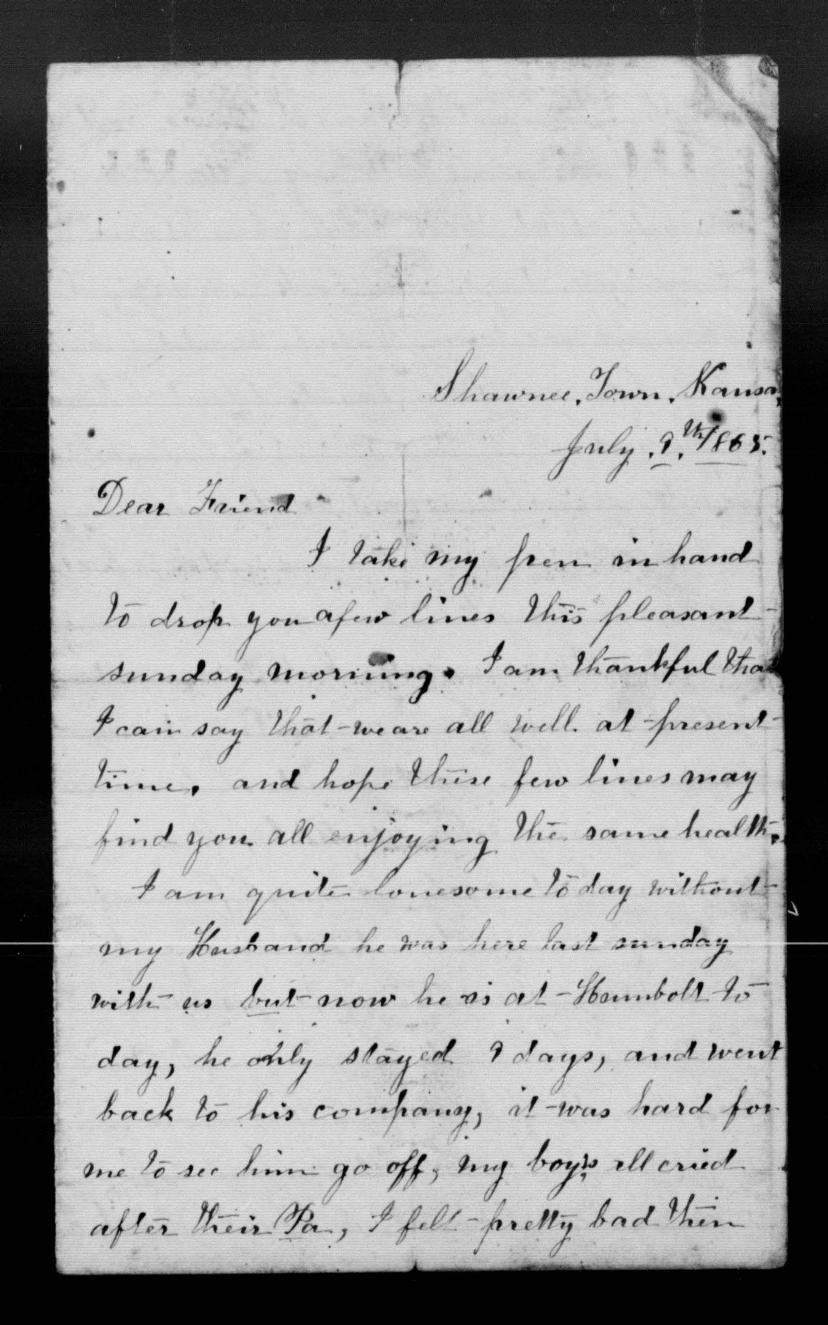 Shawnee, Town, Kansas
July, 9,th 1865.
Dear Friend
I take my pen in hand
to drop you a few lines this pleasant
sunday morning. I am thankful that
I can say that we are all well at present
time, and hope these few lines may
find you all enjoying the same health,
I am quite lonesome to day without
my Husband he was here last sunday
with us but now he is at Humbolt to
day, he only stayed 9 days, and went
back to his company, it was hard for
me to see him go off, my boys all cried
after their Pa, I felt pretty bad then